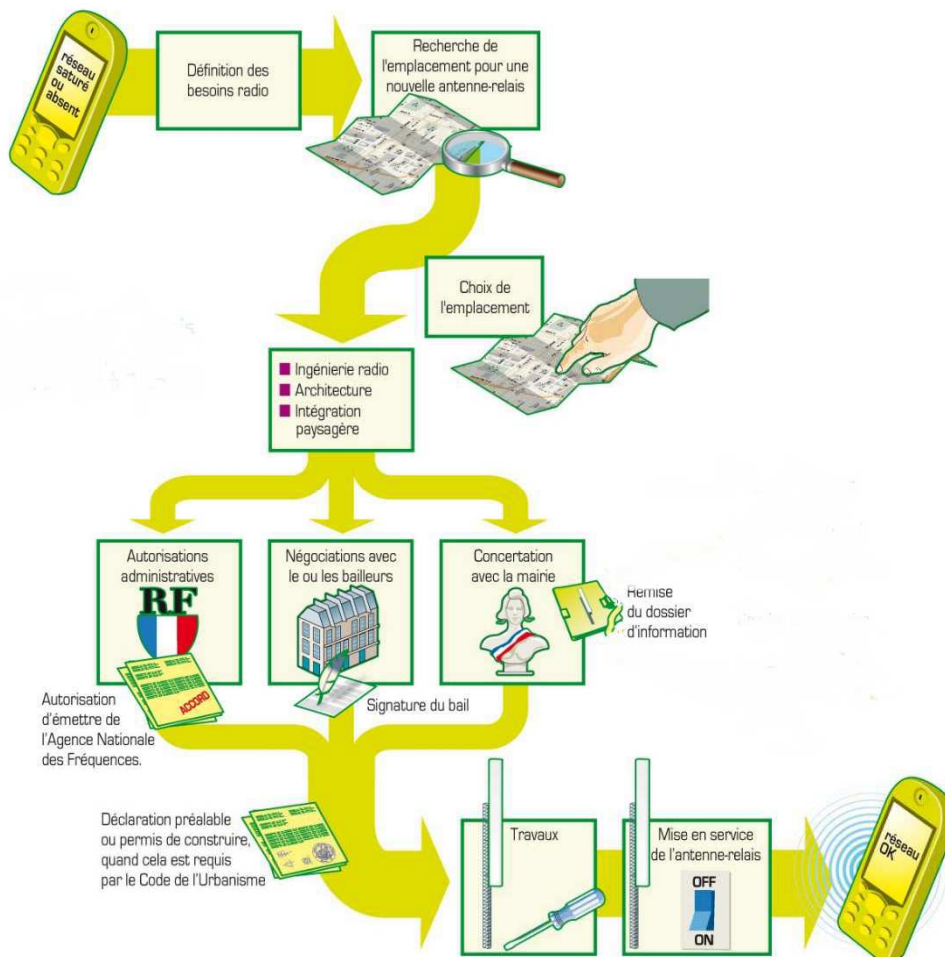 réseau
saturé
ou
absent
Définition des
besoins radio
Recherche de
l'emplacement pour une
nouvelle antenne-relais
Choix de
l'emplacement
Ingénierie radio
Architecture
Intégration
paysagère
Autorisations
administratives
RF
ACCORD
Autorisation
d'émettre de
l'Agence Nationale
des Fréquences.
Négociations avec
le ou les bailleurs
Signature du bail
Concertation
avec la mairie
Remise
du dossier
d'information
Déclaration préalable
ou permis de construire,
quand cela est requis
par le Code de l'Urbanisme
Travaux
Mise en service
de l'antenne-relais
OFF
ON
réseau
OK